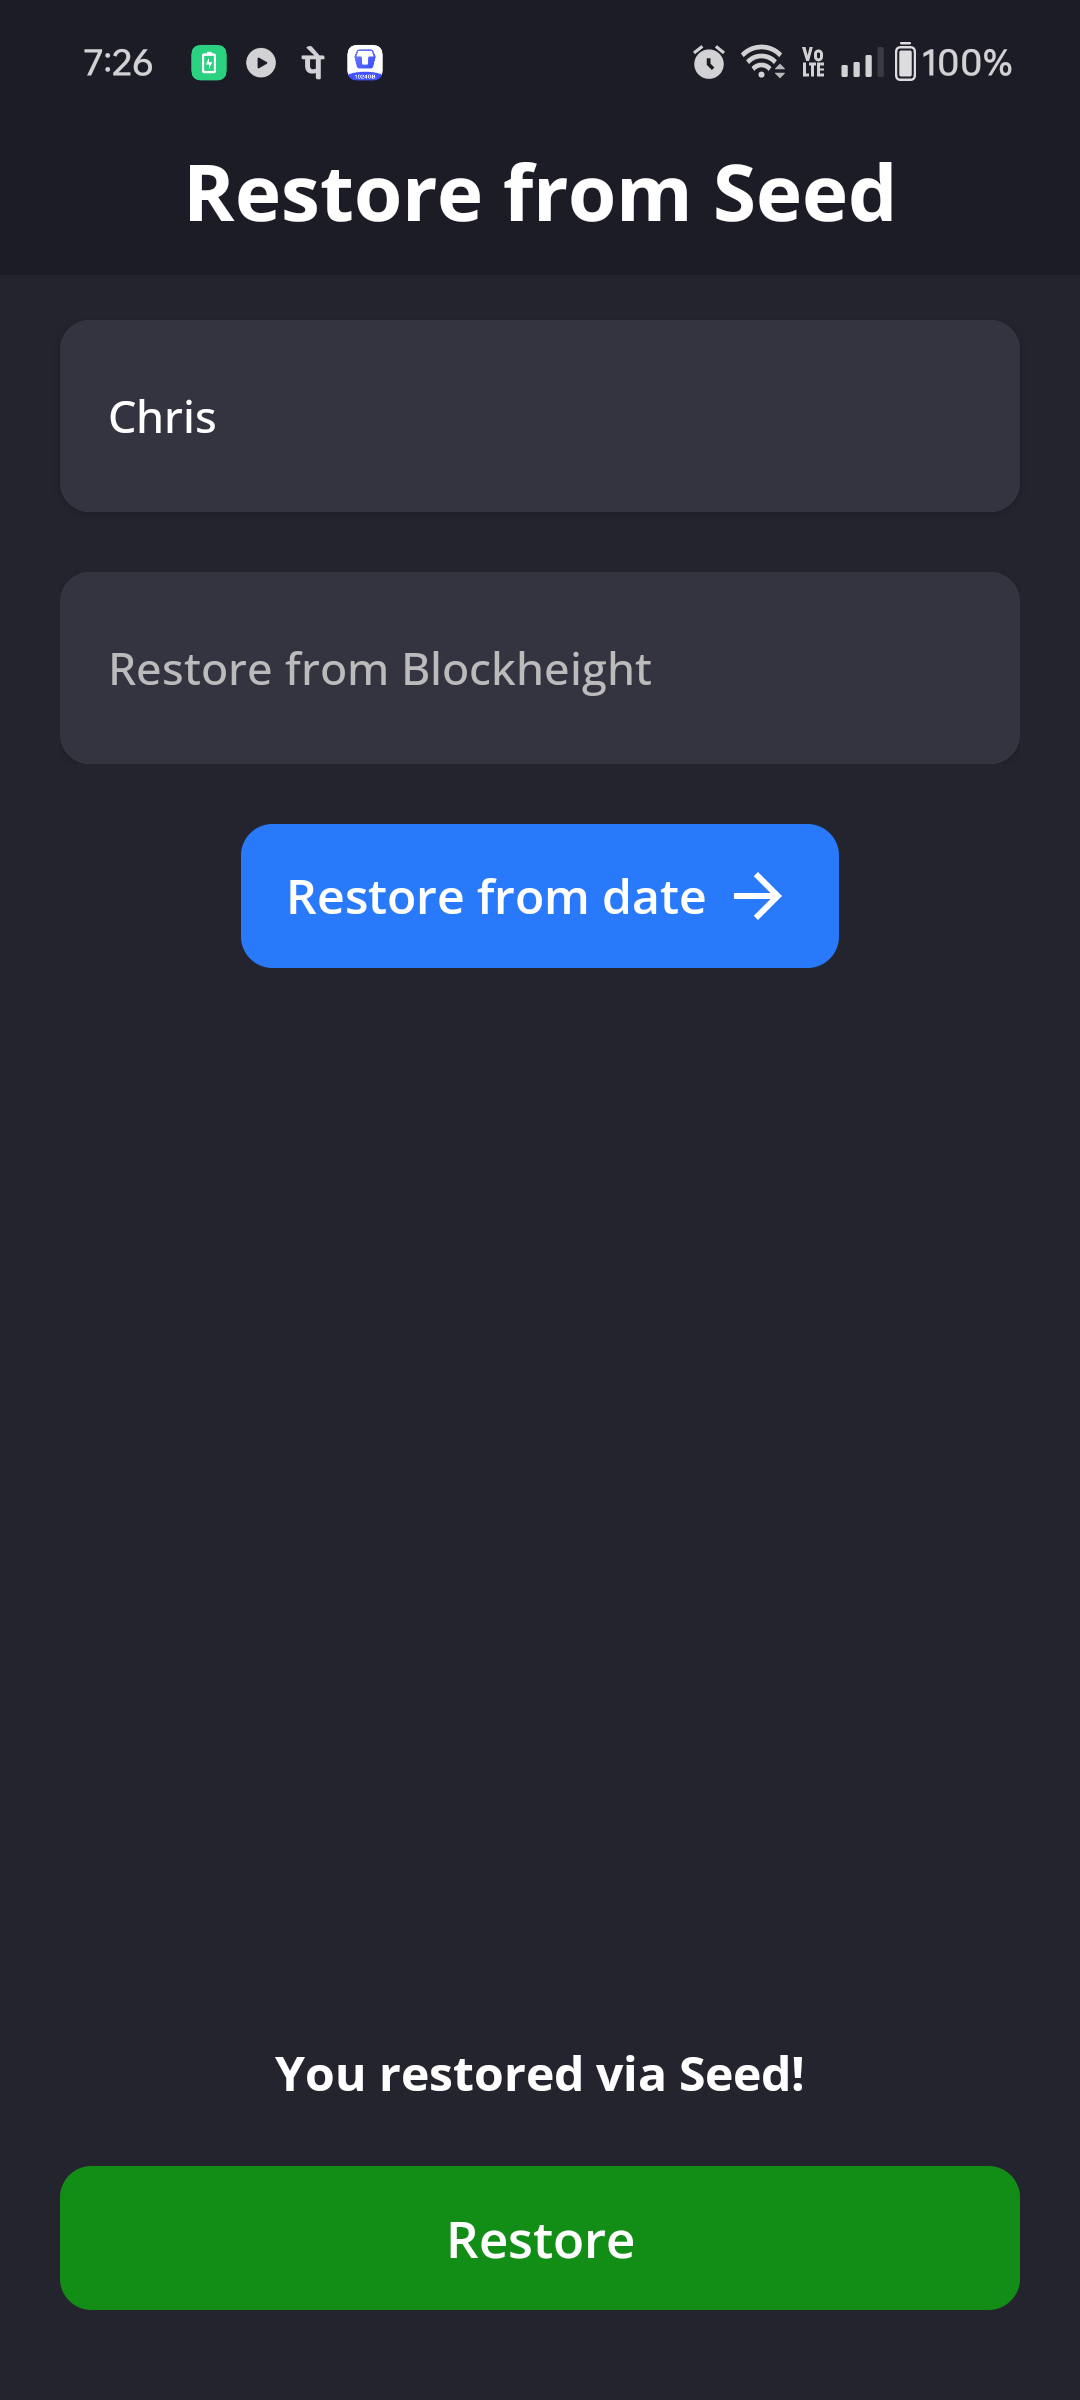 7:26 पे Vo LTE 100%
Restore from Seed
Chris
Restore from Blockheight
Restore from date
You restored via Seed!
Restore